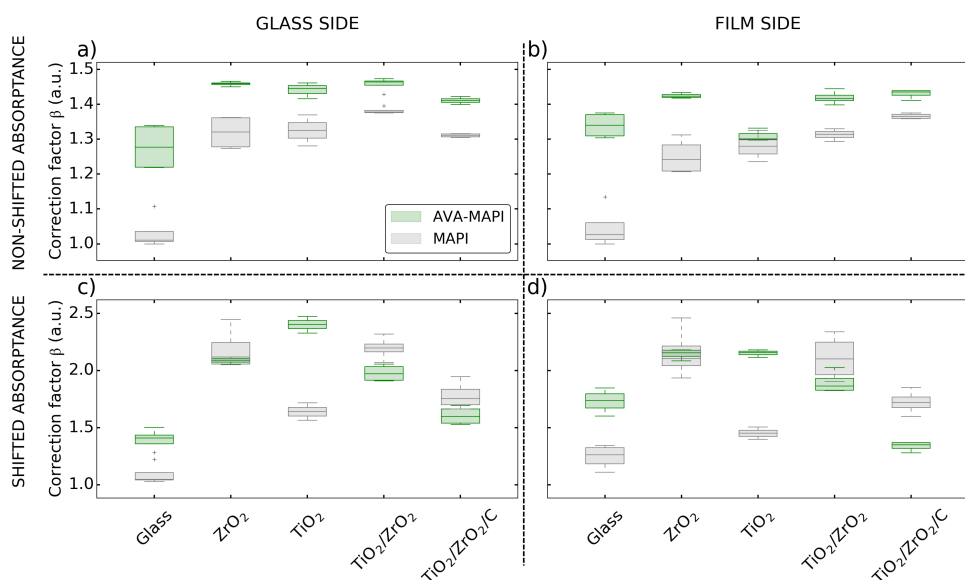 GLASS SIDE
FILM SIDE
NON-SHIFTED ABSORPTANCE
SHIFTED ABSORPTANCE
a)
Correction factor β (a.u.)
1.5
1.4
1.3
1.2
1.1
1.0
AVA-MAPI
MAPI
b)
c)
Correction factor β (a.u.)
2.5
2.0
1.5
1.0
d)
Glass
ZrO₂
TiO₂
TiO₂/ZrO₂
TiO₂/ZrO₂/C
Glass
ZrO₂
TiO₂
TiO₂/ZrO₂
TiO₂/ZrO₂/C